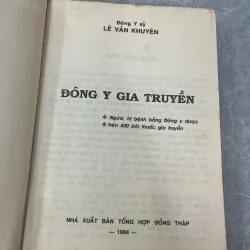 Đông Y sỹ
LÊ VĂN KHUYÊN
ĐÔNG Y GIA TRUYỀN
❖ Ngừa, trị bệnh bằng Đông y dược
❖ Trên 500 bài thuốc gia truyền
NHÀ XUẤT BẢN TỔNG HỢP ĐỒNG THÁP
— 1994 —